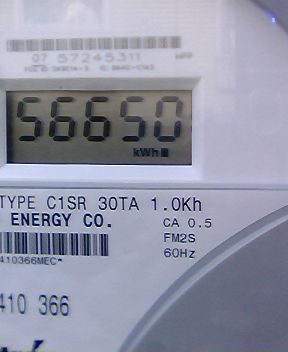 07 57245311
56650
kWh
TYPE C1SR 30TA 1.0Kh
ENERGY CO.
CA 0.5
FM2S
60Hz
410366MEC*
410 366